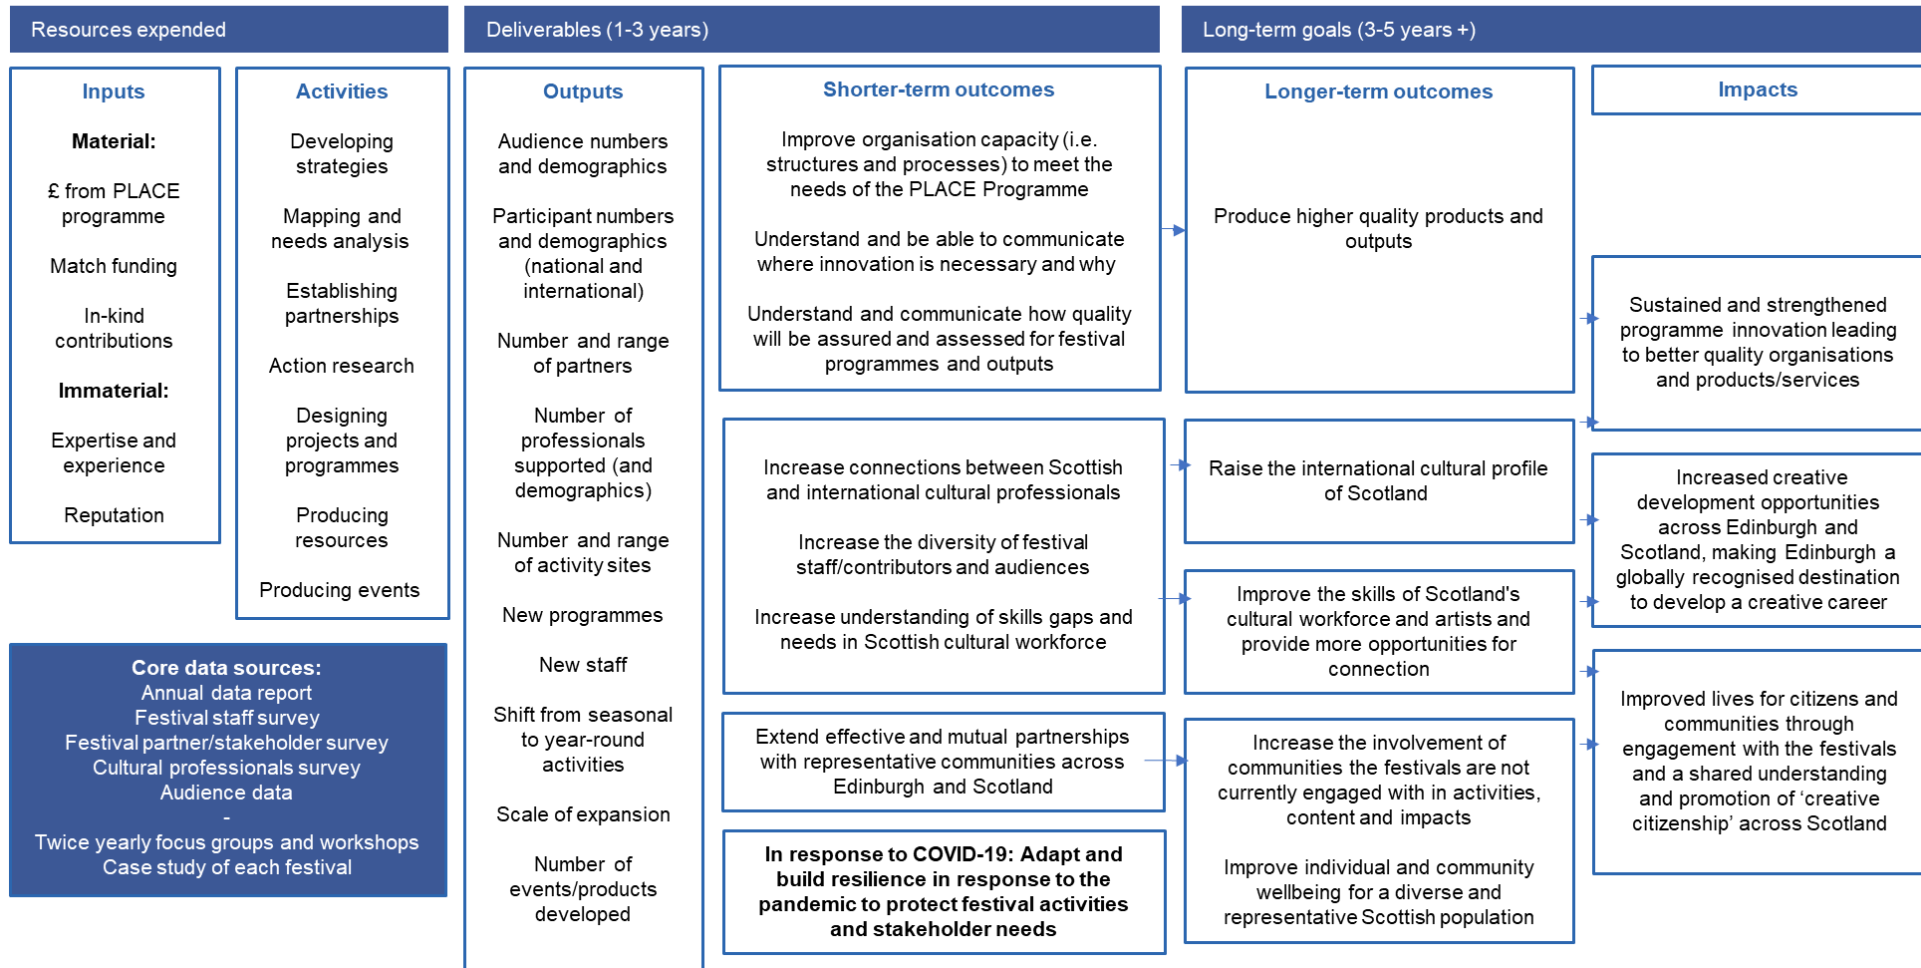 Resources expended
Deliverables (1-3 years)
Long-term goals (3-5 years +)
Inputs
Material:
£ from PLACE
programme
Match funding
In-kind
contributions
Immaterial:
Expertise and
experience
Reputation
Activities
Developing
strategies
Mapping and
needs analysis
Establishing
partnerships
Action research
Designing
projects and
programmes
Producing
resources
Producing events
Core data sources:
Annual data report
Festival staff survey
Festival partner/stakeholder survey
Cultural professionals survey
Audience data
-
Twice yearly focus groups and workshops
Case study of each festival
Outputs
Audience numbers
and demographics
Participant numbers
and demographics
(national and
international)
Number and range
of partners
Number of
professionals
supported (and
demographics)
Number and range
of activity sites
New programmes
New staff
Shift from seasonal
to year-round
activities
Scale of expansion
Number of
events/products
developed
Shorter-term outcomes
Improve organisation capacity (i.e.
structures and processes) to meet the
needs of the PLACE Programme
Understand and be able to communicate
where innovation is necessary and why
Understand and communicate how quality
will be assured and assessed for festival
programmes and outputs
Increase connections between Scottish
and international cultural professionals
Increase the diversity of festival
staff/contributors and audiences
Increase understanding of skills gaps and
needs in Scottish cultural workforce
Extend effective and mutual partnerships
with representative communities across
Edinburgh and Scotland
In response to COVID-19: Adapt and
build resilience in response to the
pandemic to protect festival activities
and stakeholder needs
Longer-term outcomes
Produce higher quality products and
outputs
Raise the international cultural profile
of Scotland
Improve the skills of Scotland's
cultural workforce and artists and
provide more opportunities for
connection
Increase the involvement of
communities the festivals are not
currently engaged with in activities,
content and impacts
Improve individual and community
wellbeing for a diverse and
representative Scottish population
Impacts
Sustained and strengthened
programme innovation leading
to better quality organisations
and products/services
Increased creative
development opportunities
across Edinburgh and
Scotland, making Edinburgh a
globally recognised destination
to develop a creative career
Improved lives for citizens and
communities through
engagement with the festivals
and a shared understanding
and promotion of ‘creative
citizenship’ across Scotland